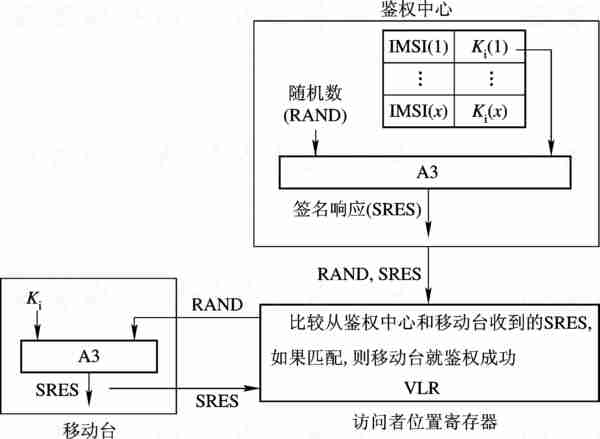 鉴权中心
IMSI(1) Ki(1)
⋮ ⋮
IMSI(x) Ki(x)
随机数
(RAND)
A3
签名响应(SRES)
RAND, SRES
Ki
RAND
A3
SRES
SRES
比较从鉴权中心和移动台收到的SRES,
如果匹配, 则移动台就鉴权成功
VLR
移动台
访问者位置寄存器